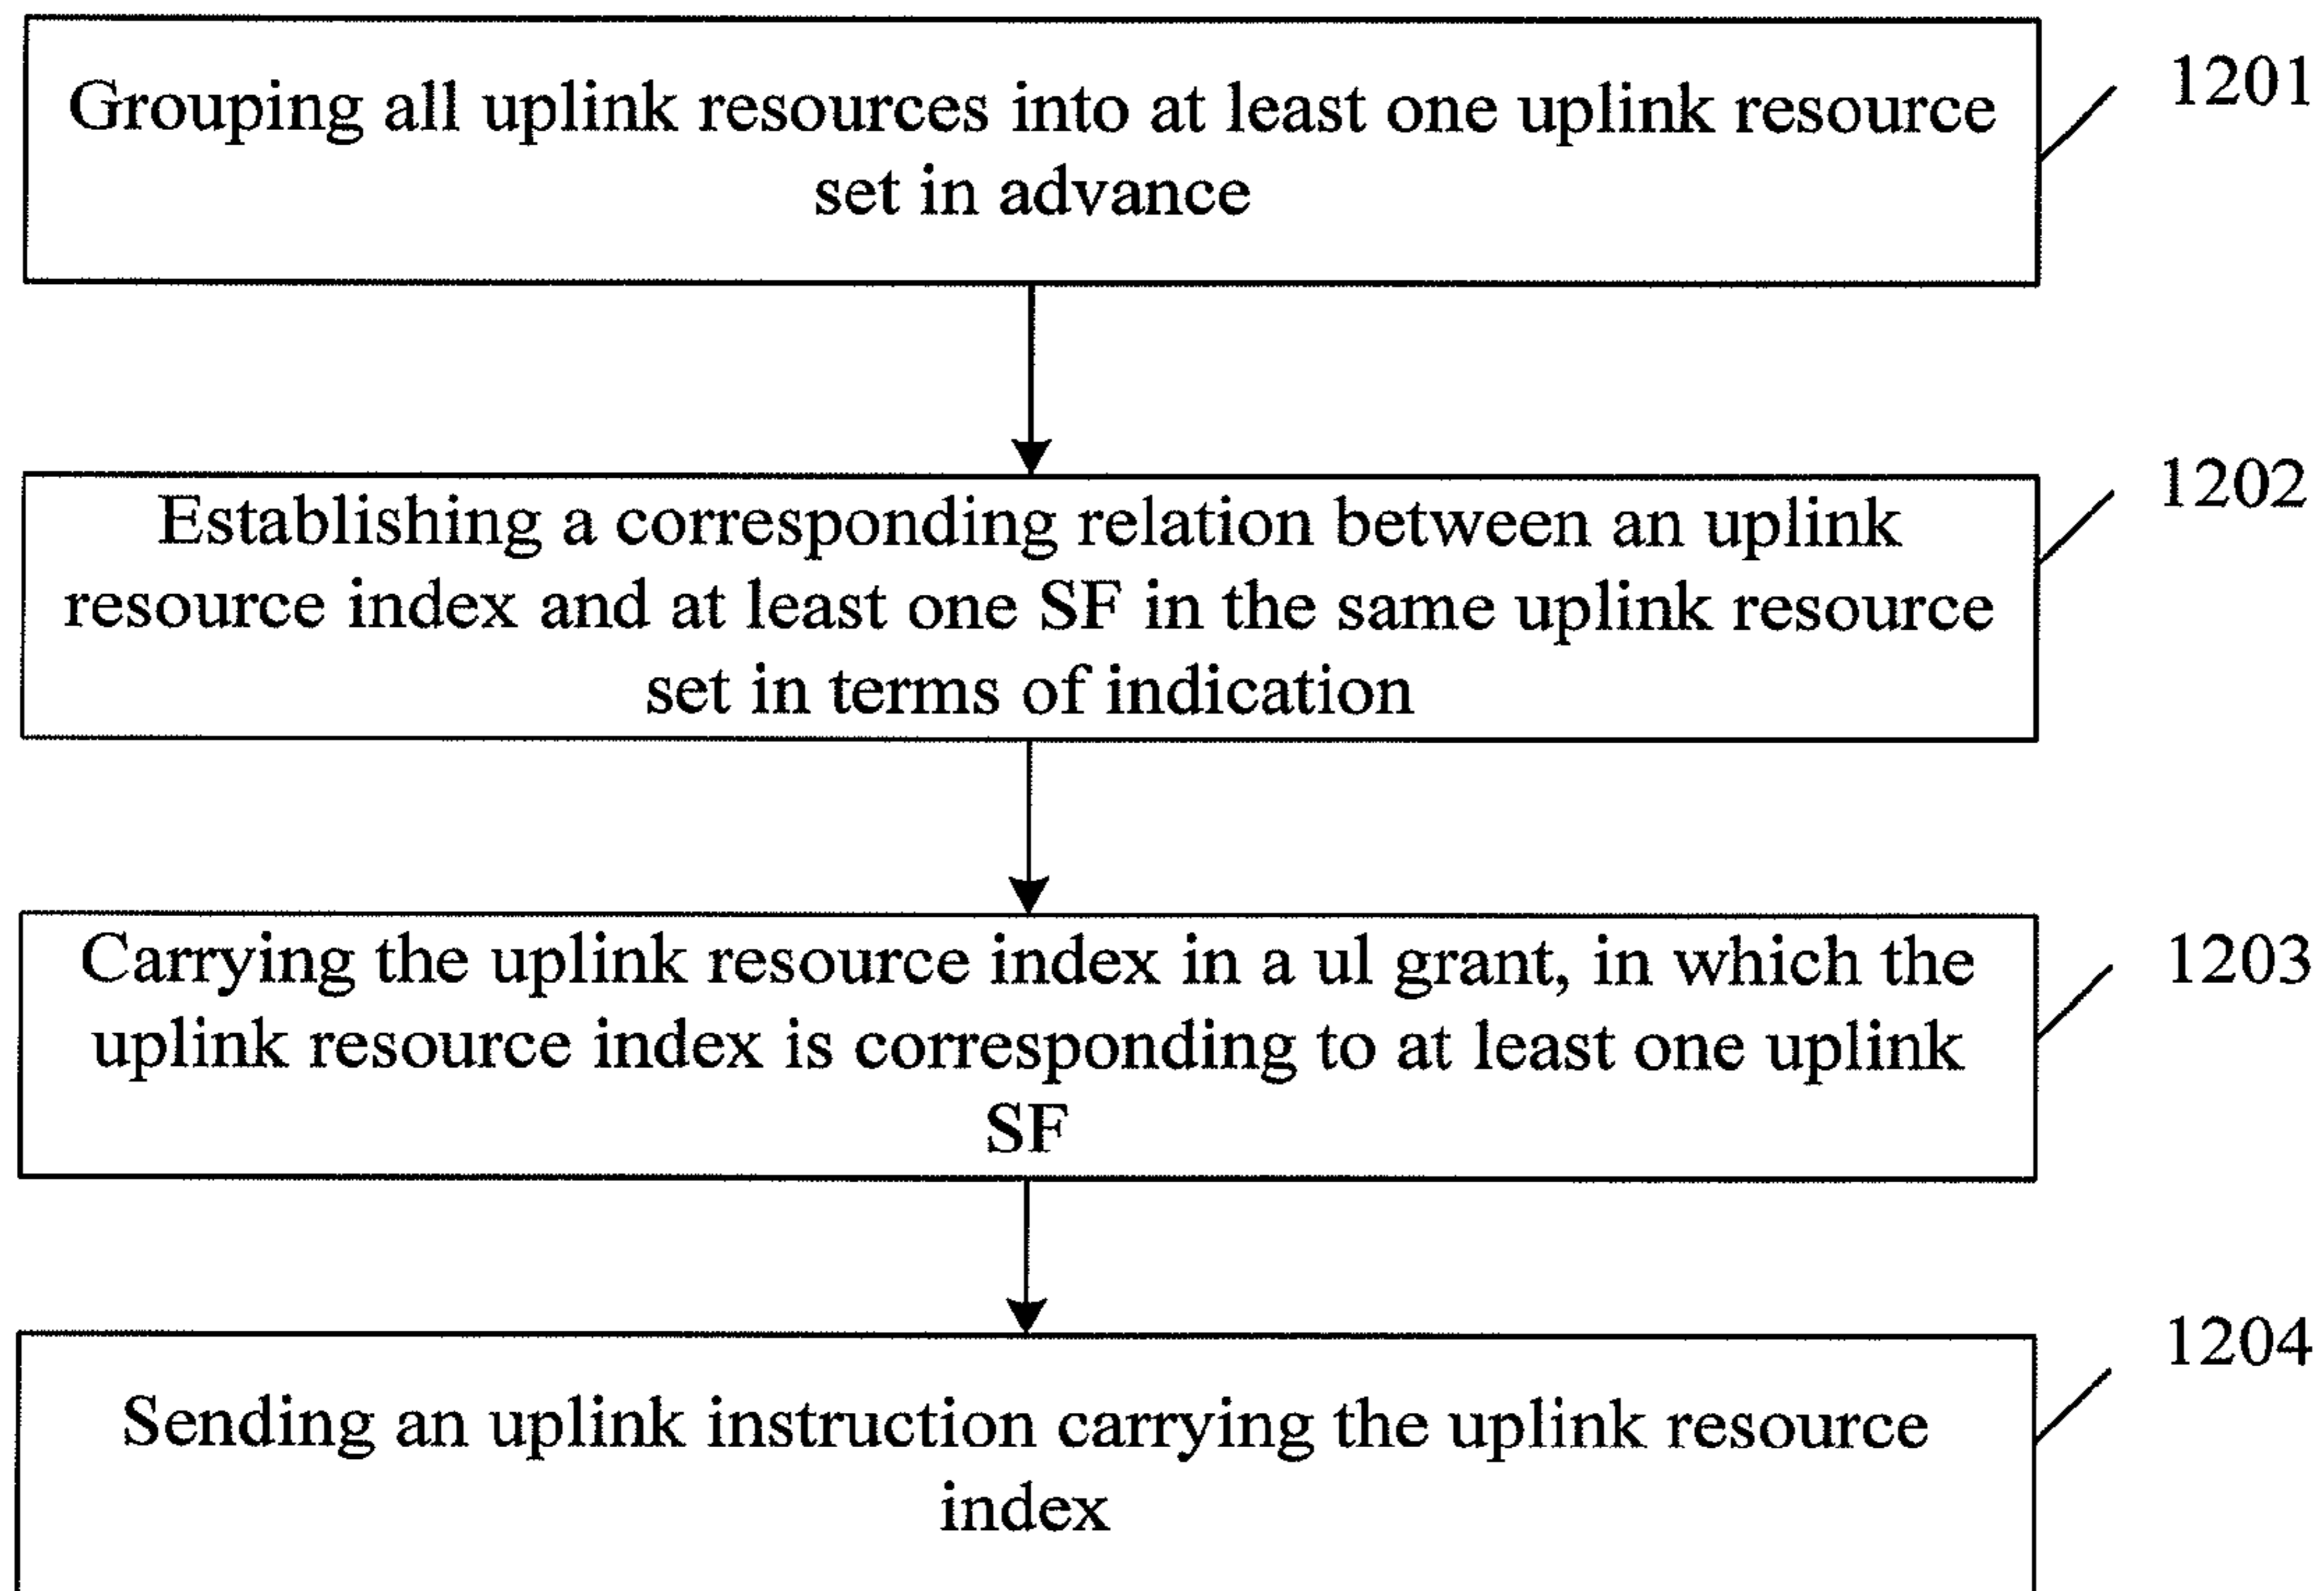 Grouping all uplink resources into at least one uplink resource
set in advance
1201
Establishing a corresponding relation between an uplink
resource index and at least one SF in the same uplink resource
set in terms of indication
1202
Carrying the uplink resource index in a ul grant, in which the
uplink resource index is corresponding to at least one uplink
SF
1203
Sending an uplink instruction carrying the uplink resource
index
1204